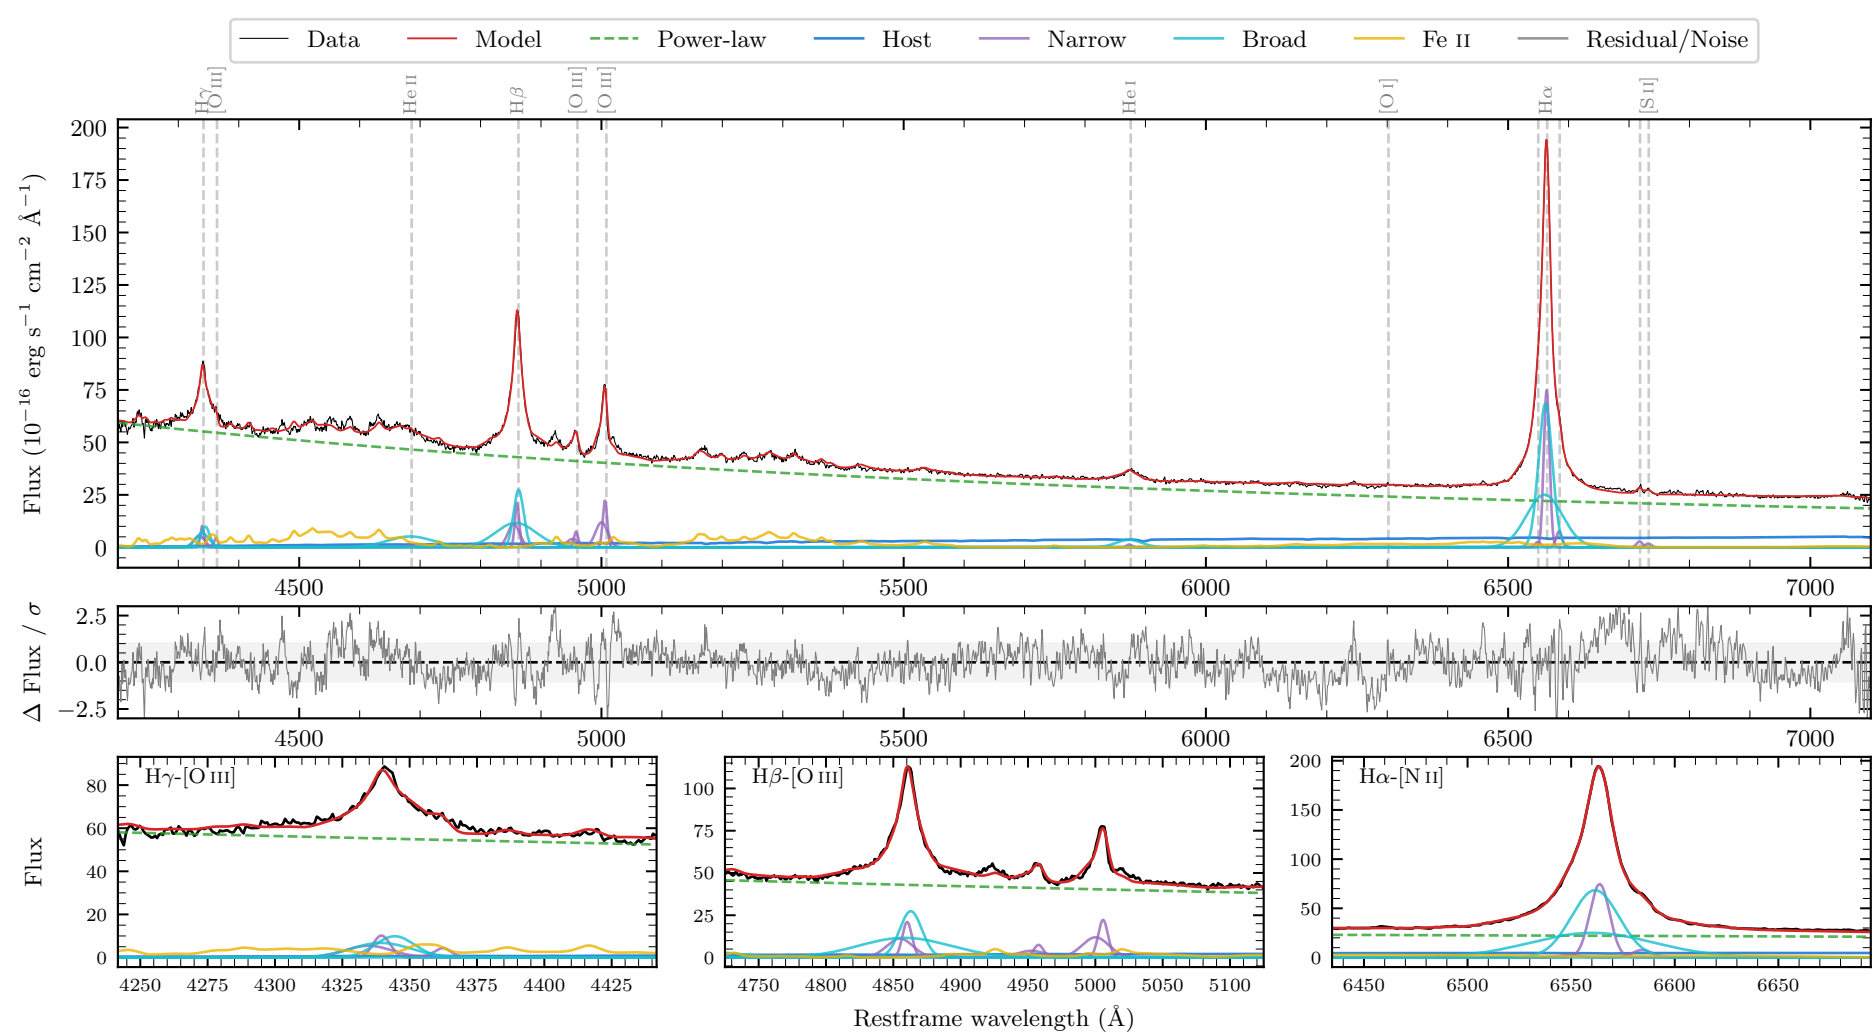 Data Model Power-law Host Narrow Broad Fe II Residual/Noise
Hγ [O III] He II Hβ [O III] [O III] He I [O I] Hα [S II]
Flux (10⁻¹⁶ erg s⁻¹ cm⁻² Å⁻¹)
200
175
150
125
100
75
50
25
0
4500 5000 5500 6000 6500 7000
Δ Flux / σ
2.5
0.0
−2.5
4500 5000 5500 6000 6500 7000
Flux
Hγ-[O III]
80
60
40
20
0
4250 4275 4300 4325 4350 4375 4400 4425
Hβ-[O III]
100
75
50
25
0
4750 4800 4850 4900 4950 5000 5050 5100
Hα-[N II]
200
150
100
50
0
6450 6500 6550 6600 6650
Restframe wavelength (Å)